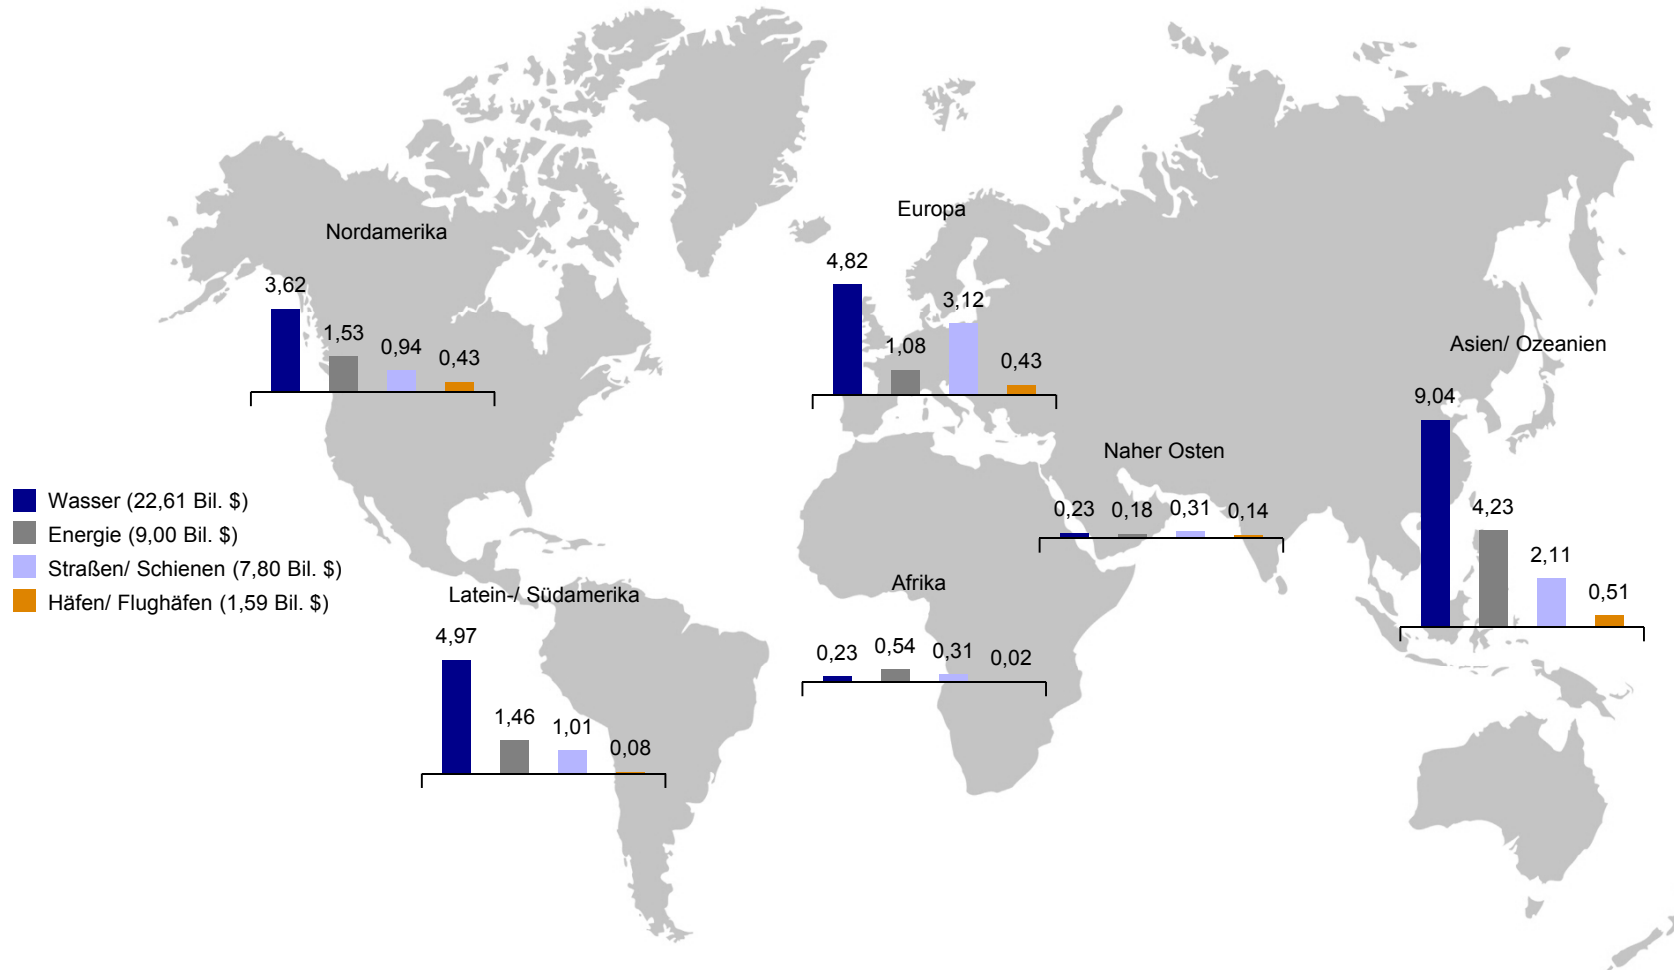 Nordamerika
3,62
1,53
0,94
0,43
Europa
4,82
1,08
3,12
0,43
Asien/ Ozeanien
9,04
4,23
2,11
0,51
Naher Osten
0,23
0,18
0,31
0,14
Wasser (22,61 Bil. $)
Energie (9,00 Bil. $)
Straßen/ Schienen (7,80 Bil. $)
Häfen/ Flughäfen (1,59 Bil. $)
Latein-/ Südamerika
4,97
1,46
1,01
0,08
Afrika
0,23
0,54
0,31
0,02